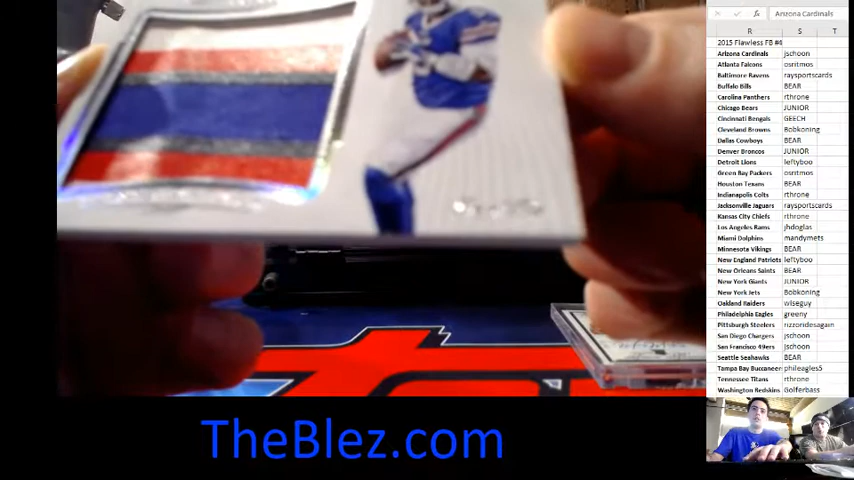 Arizona Cardinals
R S T
2015 Flawless FB #4
Arizona Cardinals jschoon
Atlanta Falcons osritmos
Baltimore Ravens raysportscards
Buffalo Bills BEAR
Carolina Panthers rthrone
Chicago Bears JUNIOR
Cincinnati Bengals GEECH
Cleveland Browns Bobkoning
Dallas Cowboys BEAR
Denver Broncos JUNIOR
Detroit Lions leftyboo
Green Bay Packers osritmos
Houston Texans BEAR
Indianapolis Colts rthrone
Jacksonville Jaguars raysportscards
Kansas City Chiefs rthrone
Los Angeles Rams jhdoglas
Miami Dolphins mandymets
Minnesota Vikings BEAR
New England Patriots leftyboo
New Orleans Saints BEAR
New York Giants JUNIOR
New York Jets Bobkoning
Oakland Raiders wiseguy
Philadelphia Eagles greeny
Pittsburgh Steelers rizzoridesagain
San Diego Chargers jschoon
San Francisco 49ers jschoon
Seattle Seahawks BEAR
Tampa Bay Buccaneer phileagles5
Tennessee Titans rthrone
Washington Redskins Golferbass
TheBlez.com